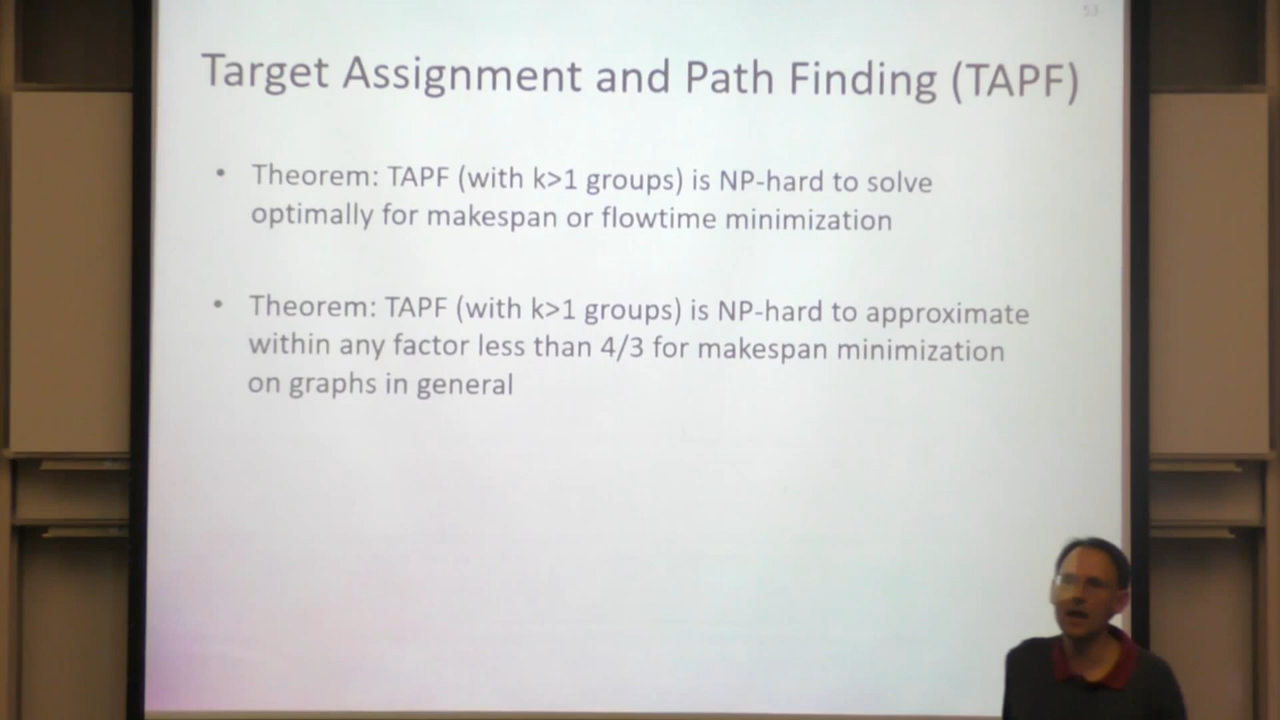 53
Target Assignment and Path Finding (TAPF)
• Theorem: TAPF (with k>1 groups) is NP-hard to solve
optimally for makespan or flowtime minimization
• Theorem: TAPF (with k>1 groups) is NP-hard to approximate
within any factor less than 4/3 for makespan minimization
on graphs in general